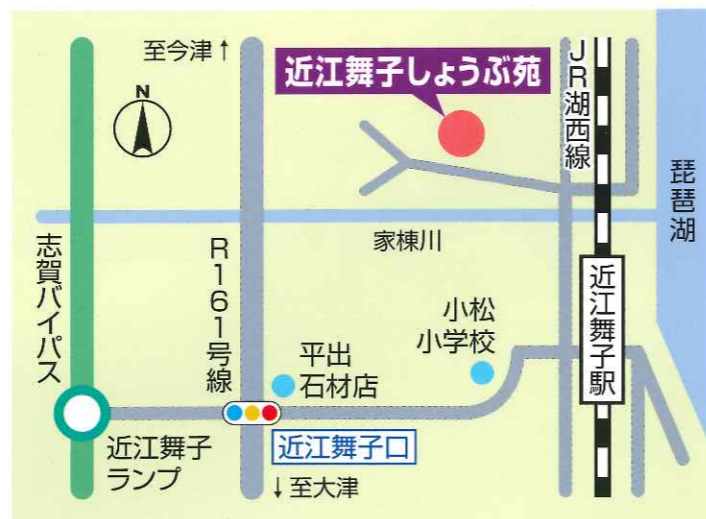 至今津↑
近江舞子しょうぶ苑
JR湖西線
N
琵琶湖
家棟川
志賀バイパス
R161号線
近江舞子駅
小松
小学校
平出
石材店
近江舞子口
近江舞子
ランプ
↓至大津